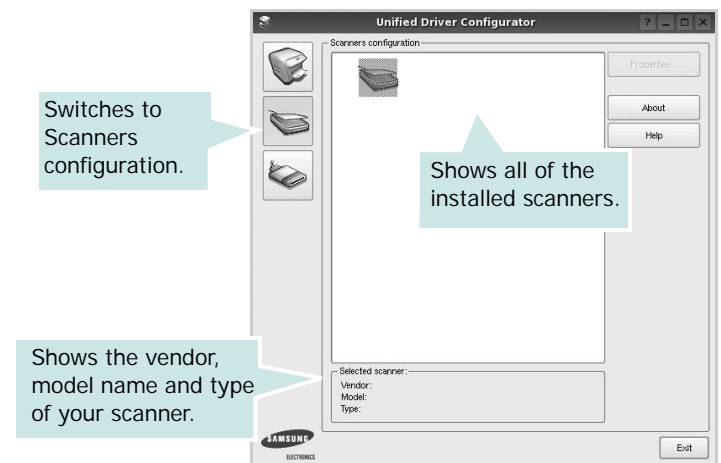 Unified Driver Configurator
Scanners configuration
Properties ...
About
Help
Switches to
Scanners
configuration.
Shows all of the
installed scanners.
Shows the vendor,
model name and type
of your scanner.
Selected scanner:
Vendor:
Model:
Type:
SAMSUNG
ELECTRONICS
Exit